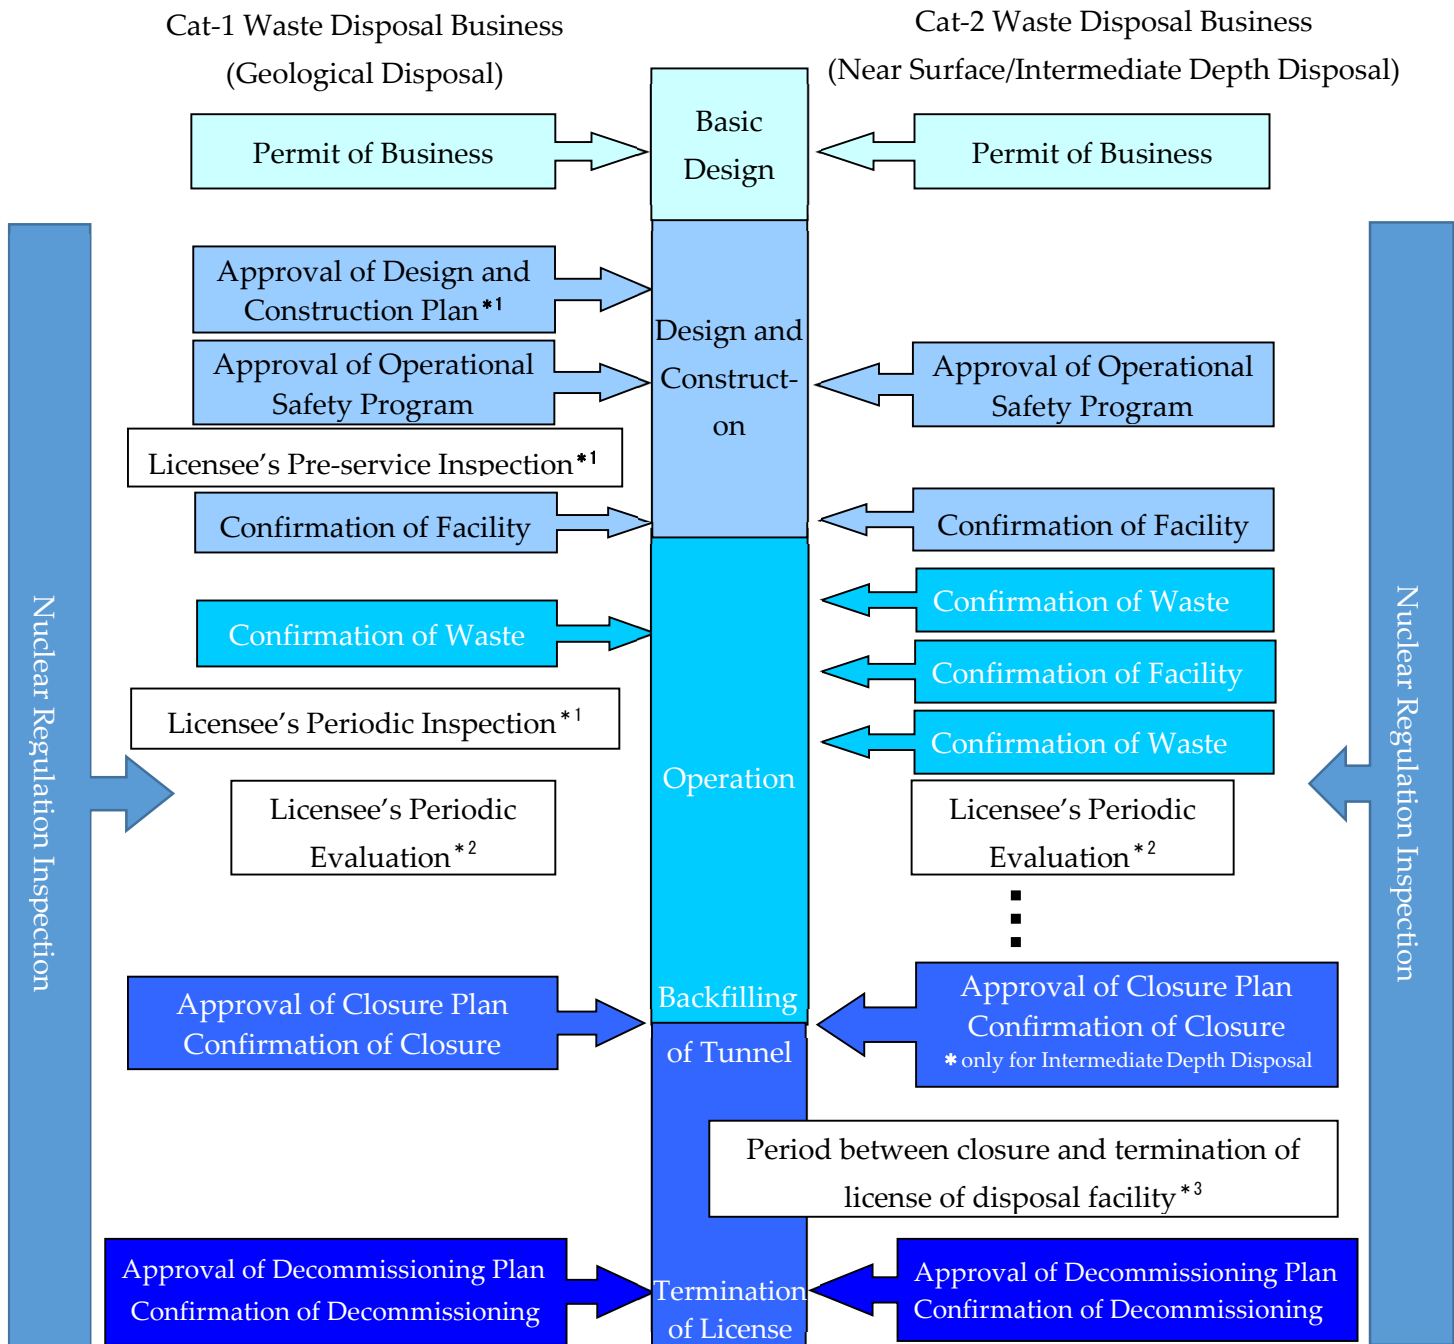 Cat-1 Waste Disposal Business
(Geological Disposal)
Cat-2 Waste Disposal Business
(Near Surface/Intermediate Depth Disposal)
Basic
Design
Permit of Business
Permit of Business
Approval of Design and
Construction Plan*1
Design and
Construct-
on
Approval of Operational
Safety Program
Approval of Operational
Safety Program
Licensee's Pre-service Inspection*1
Confirmation of Facility
Confirmation of Facility
Confirmation of Waste
Confirmation of Waste
Confirmation of Facility
Licensee's Periodic Inspection*1
Confirmation of Waste
Operation
Licensee's Periodic
Evaluation*2
Licensee's Periodic
Evaluation*2
Nuclear Regulation Inspection
Nuclear Regulation Inspection
Approval of Closure Plan
Confirmation of Closure
Backfilling
of Tunnel
Approval of Closure Plan
Confirmation of Closure
* only for Intermediate Depth Disposal
Period between closure and termination of
license of disposal facility*3
Approval of Decommissioning Plan
Confirmation of Decommissioning
Termination
of License
Approval of Decommissioning Plan
Confirmation of Decommissioning